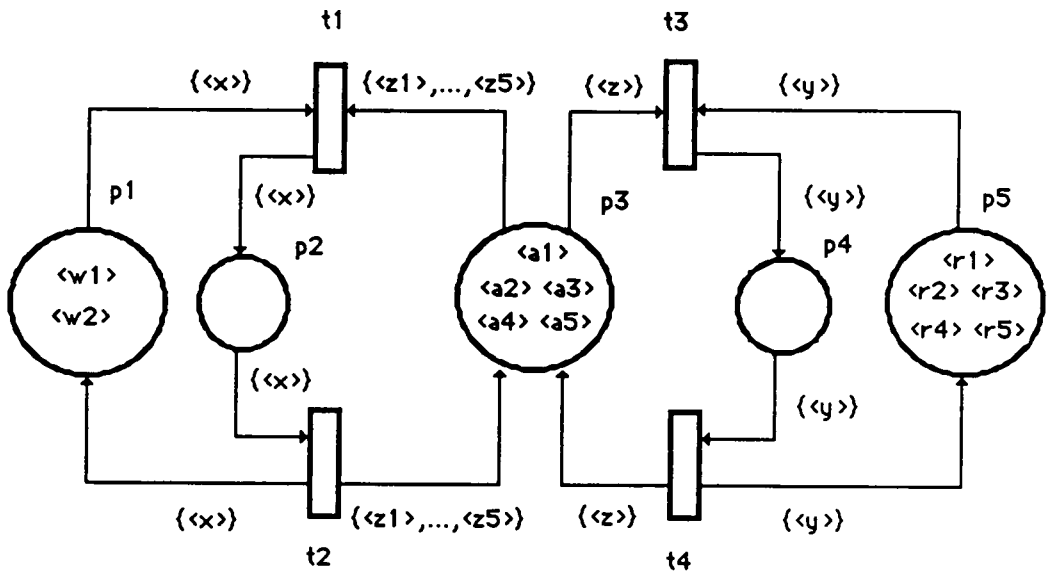 t1
t3
{<x>}
{<z1>,...,<z5>}
{<z>}
{<y>}
p1
{<x>}
p3
{<y>}
p5
p2
p4
<w1>
<w2>
<a1>
<a2> <a3>
<a4> <a5>
<r1>
<r2> <r3>
<r4> <r5>
{<x>}
{<y>}
{<x>}
{<z1>,...,<z5>}
{<z>}
{<y>}
t2
t4